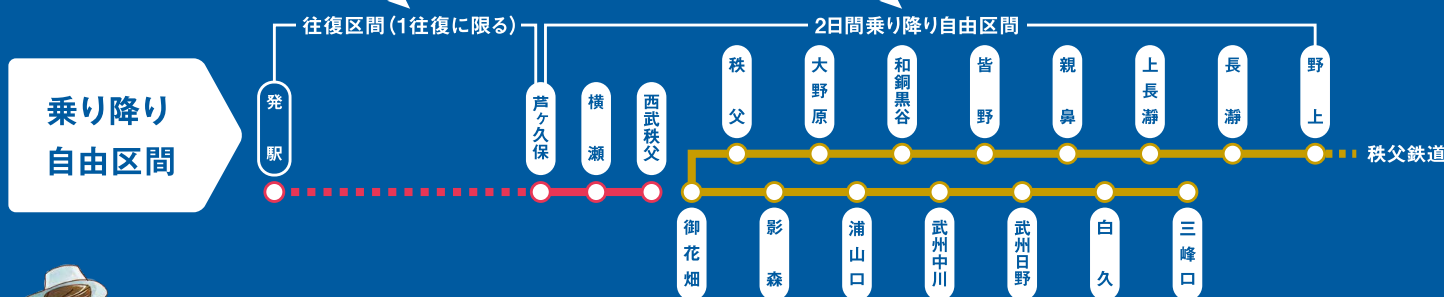 往復区間（1往復に限る）
2日間乗り降り自由区間
乗り降り
自由区間
発駅
芦ヶ久保
横瀬
西武秩父
秩父
大野原
和銅黒谷
皆野
親鼻
上長瀞
長瀞
野上
秩父鉄道
御花畑
影森
浦山口
武州中川
武州日野
白久
三峰口